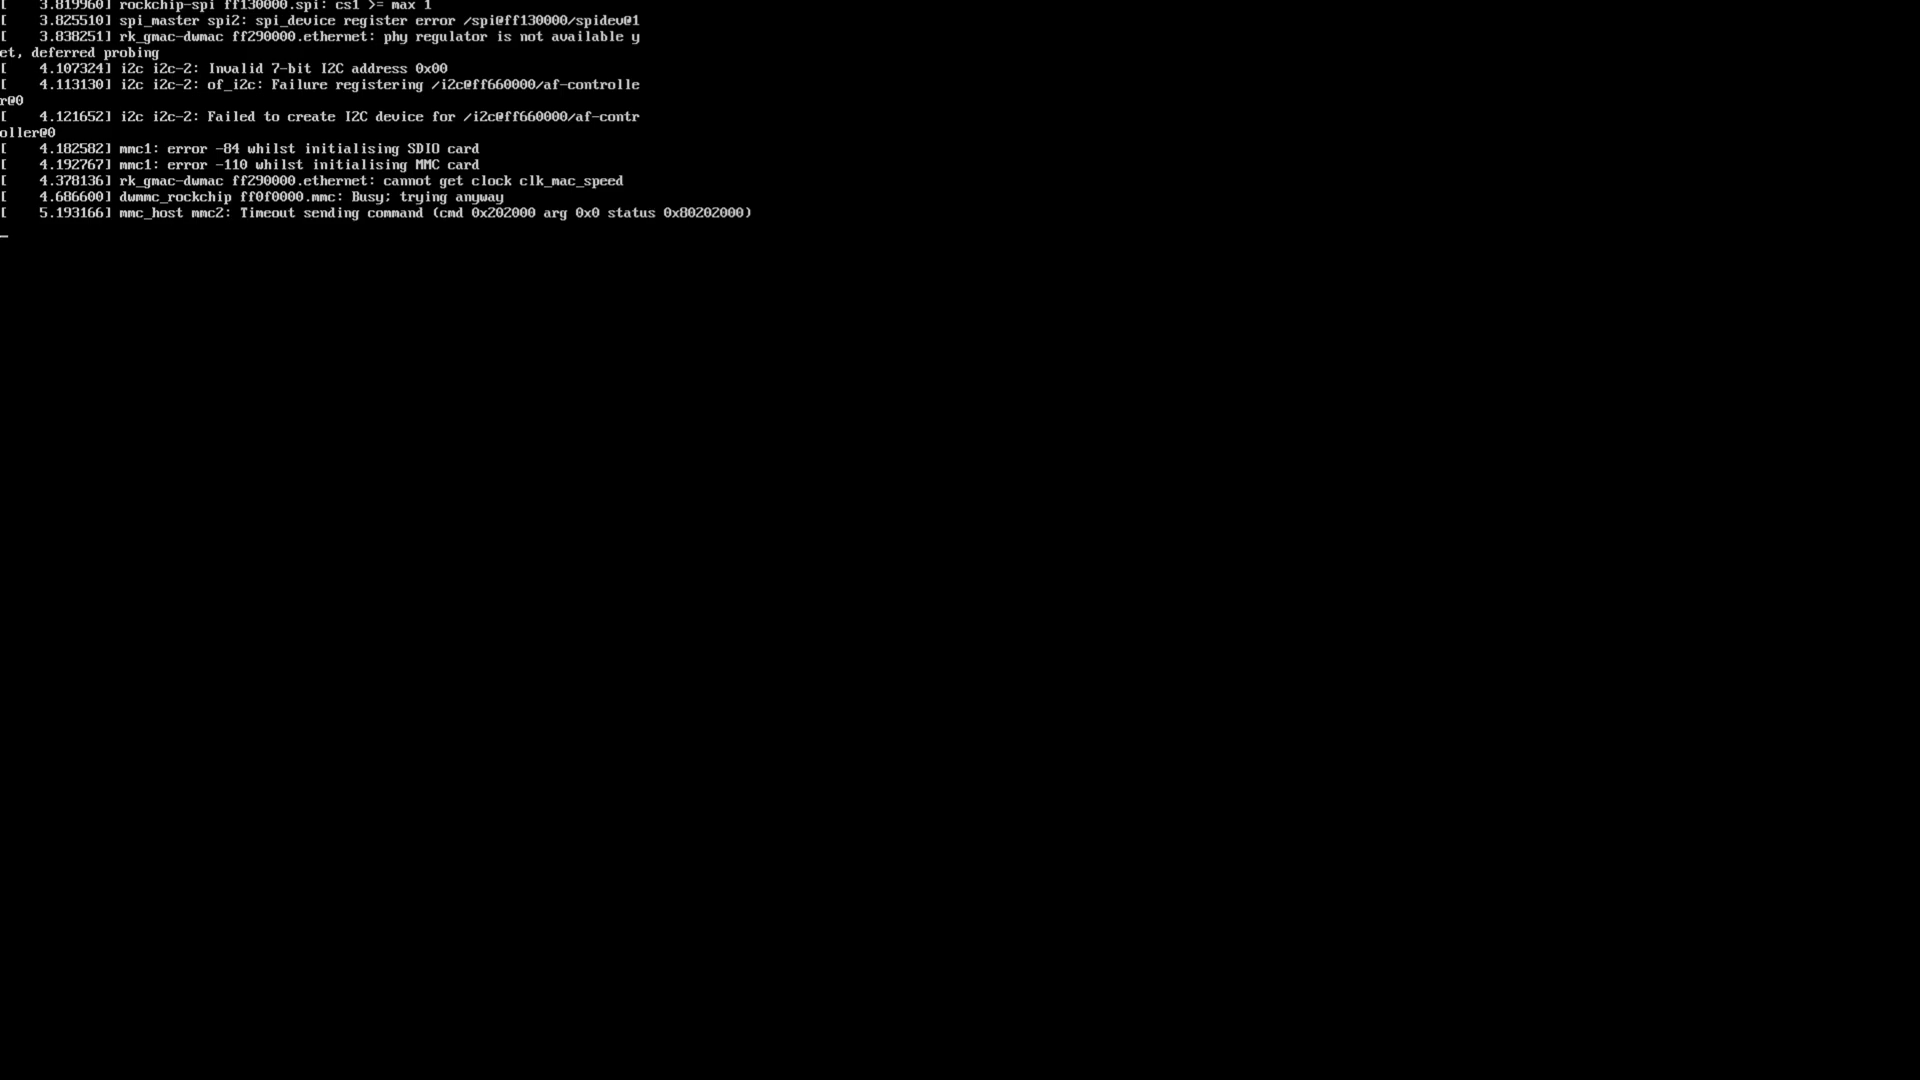 [    3.819960] rockchip-spi ff130000.spi: cs1 >= max 1
[    3.825510] spi_master spi2: spi_device register error /spi@ff130000/spidev@1
[    3.838251] rk_gmac-dwmac ff290000.ethernet: phy regulator is not available y
et, deferred probing
[    4.107324] i2c i2c-2: Invalid 7-bit I2C address 0x00
[    4.113130] i2c i2c-2: of_i2c: Failure registering /i2c@ff660000/af-controlle
r@0
[    4.121652] i2c i2c-2: Failed to create I2C device for /i2c@ff660000/af-contr
oller@0
[    4.182582] mmc1: error -84 whilst initialising SDIO card
[    4.192767] mmc1: error -110 whilst initialising MMC card
[    4.378136] rk_gmac-dwmac ff290000.ethernet: cannot get clock clk_mac_speed
[    4.686600] dwmmc_rockchip ff0f0000.mmc: Busy; trying anyway
[    5.193166] mmc_host mmc2: Timeout sending command (cmd 0x202000 arg 0x0 status 0x80202000)